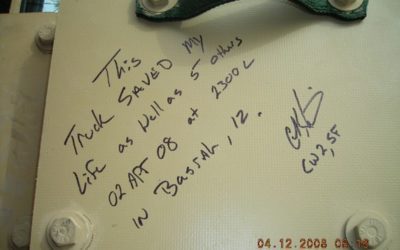 This
Truck SAVED my
Life as well as 5 others
02 APR 08 at 2300L
IN BASSAH, IZ.
CW2, SF
04.12.2008